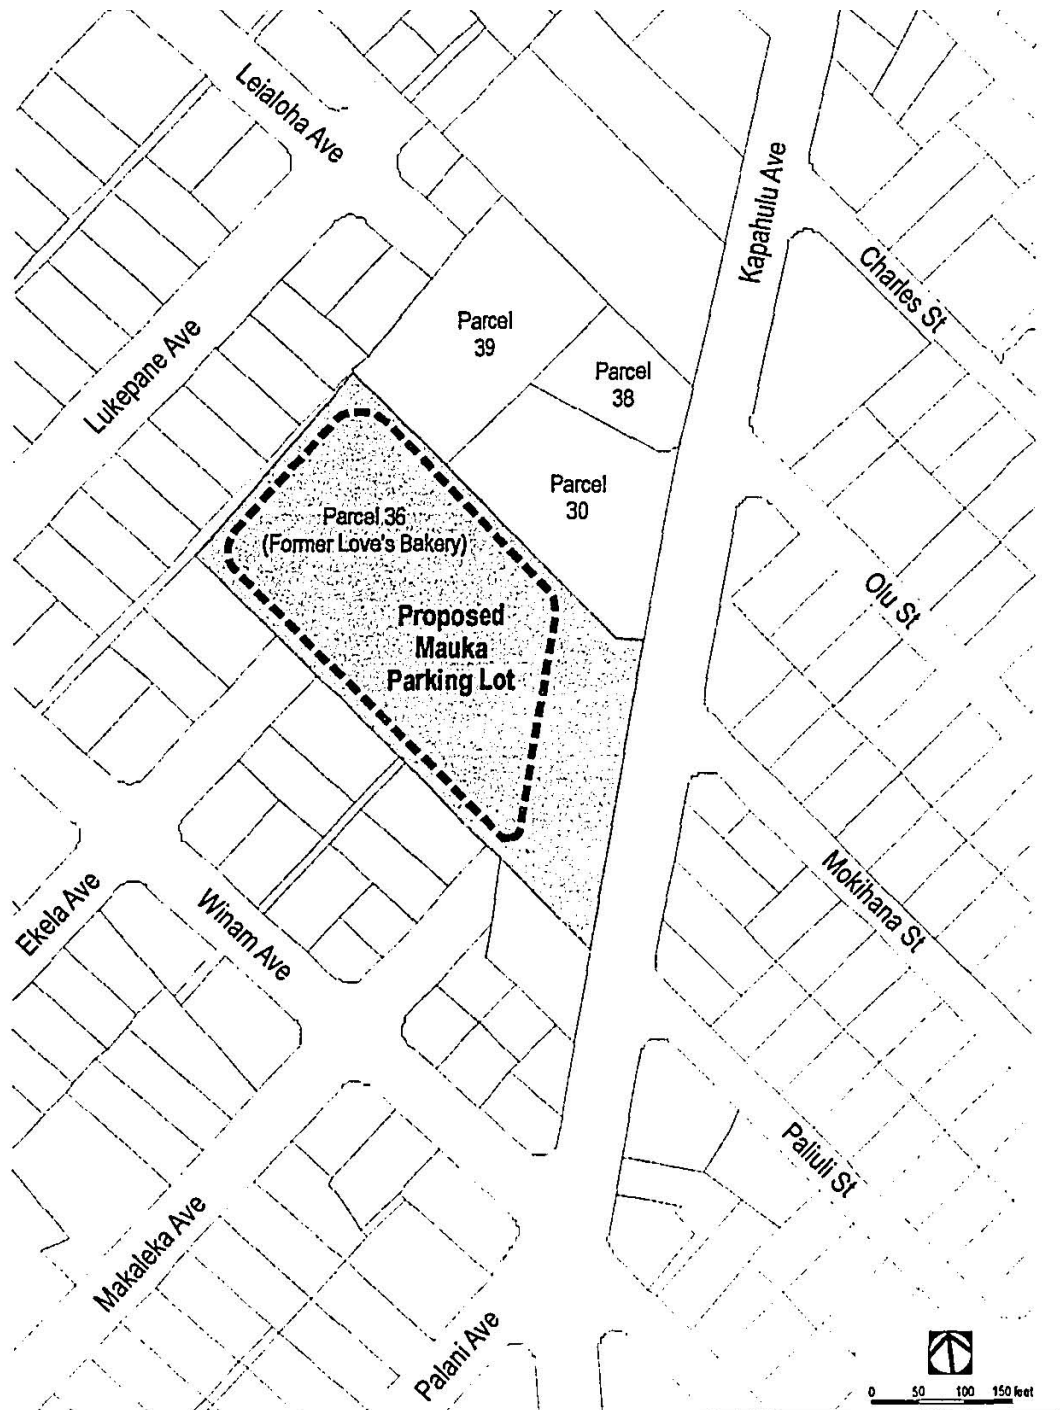 Leialoha Ave
Kapahulu Ave
Charles St
Lukepane Ave
Parcel
39
Parcel
38
Parcel
30
Parcel 36
(Former Love's Bakery)
Proposed
Mauka
Parking Lot
Olu St
Mokihana St
Ekela Ave
Winam Ave
Paliuli St
Makaleka Ave
Palani Ave
0 50 100 150 feet